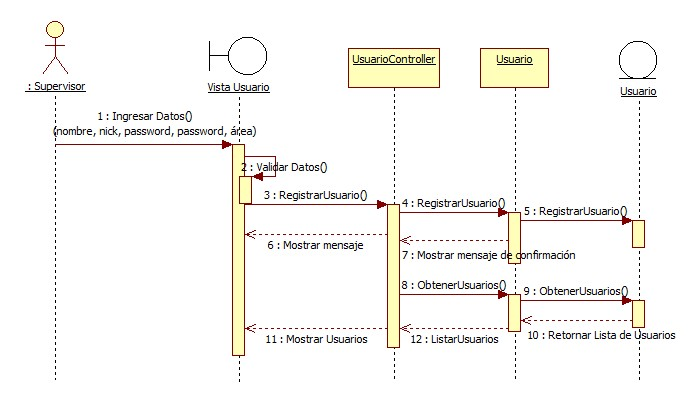 : Supervisor
Vista Usuario
UsuarioController
Usuario
Usuario
1 : Ingresar Datos()
(nombre, nick, password, password, área)
2 : Validar Datos()
3 : RegistrarUsuario()
4 : RegistrarUsuario()
5 : RegistrarUsuario()
6 : Mostrar mensaje
7 : Mostrar mensaje de confirmación
8 : ObtenerUsuarios()
9 : ObtenerUsuarios()
10 : Retornar Lista de Usuarios
11 : Mostrar Usuarios
12 : ListarUsuarios